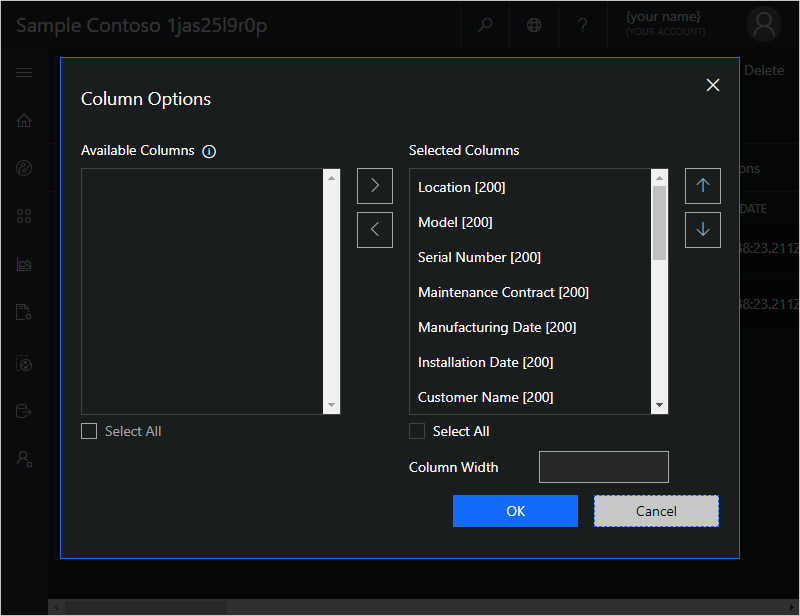 Sample Contoso 1jas25l9r0p
?
{your name}
[YOUR ACCOUNT]
Delete
Column Options
Available Columns
Selected Columns
Location [200]
Model [200]
Serial Number [200]
Maintenance Contract [200]
Manufacturing Date [200]
Installation Date [200]
Customer Name [200]
ons
DATE
38:23.211Z
38:23.211Z
Select All
Select All
Column Width
OK
Cancel